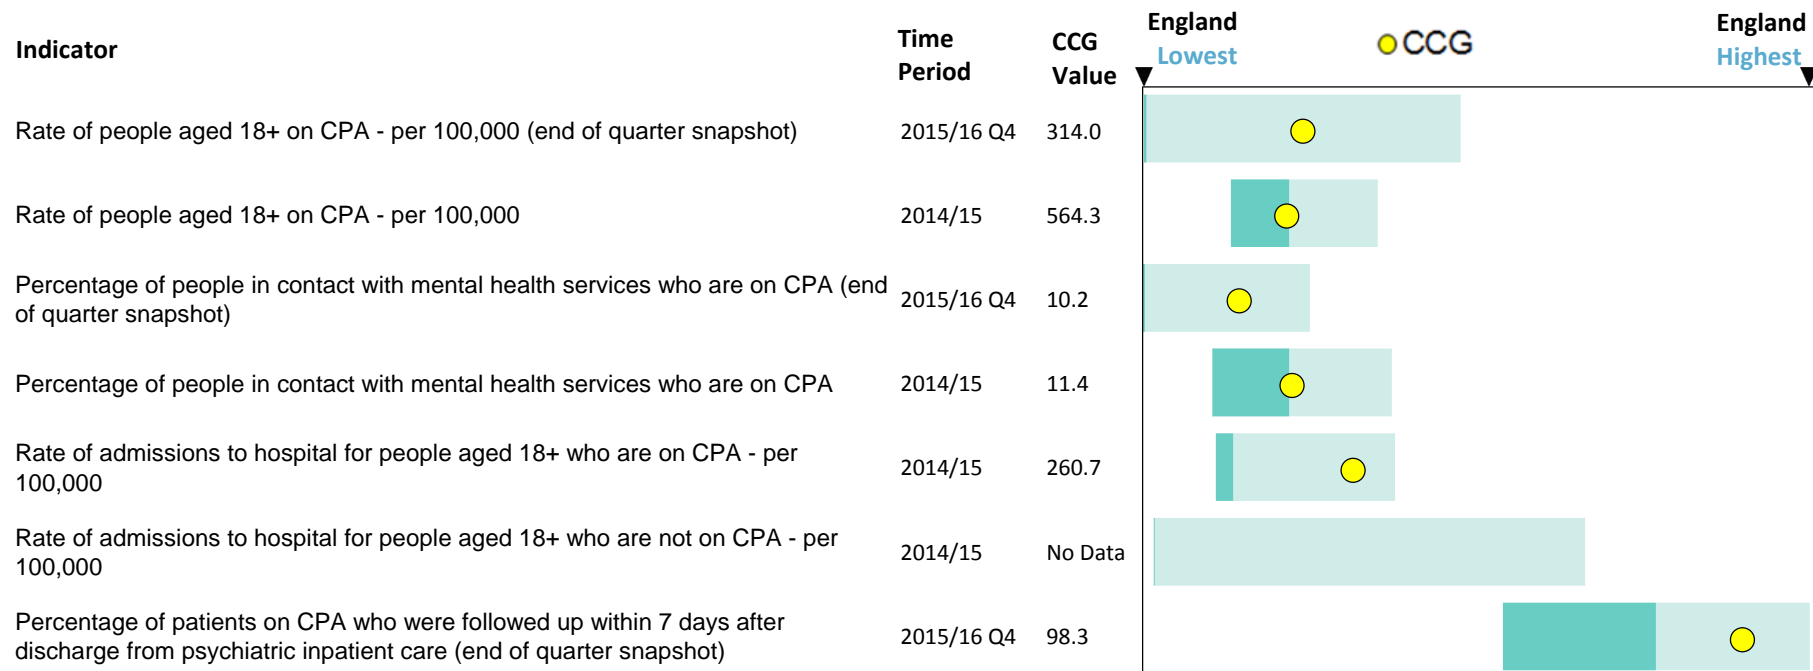 Indicator
Time
Period
CCG
Value
England
Lowest
CCG
England
Highest
Rate of people aged 18+ on CPA - per 100,000 (end of quarter snapshot)
2015/16 Q4
314.0
Rate of people aged 18+ on CPA - per 100,000
2014/15
564.3
Percentage of people in contact with mental health services who are on CPA (end
of quarter snapshot)
2015/16 Q4
10.2
Percentage of people in contact with mental health services who are on CPA
2014/15
11.4
Rate of admissions to hospital for people aged 18+ who are on CPA - per
100,000
2014/15
260.7
Rate of admissions to hospital for people aged 18+ who are not on CPA - per
100,000
2014/15
No Data
Percentage of patients on CPA who were followed up within 7 days after
discharge from psychiatric inpatient care (end of quarter snapshot)
2015/16 Q4
98.3